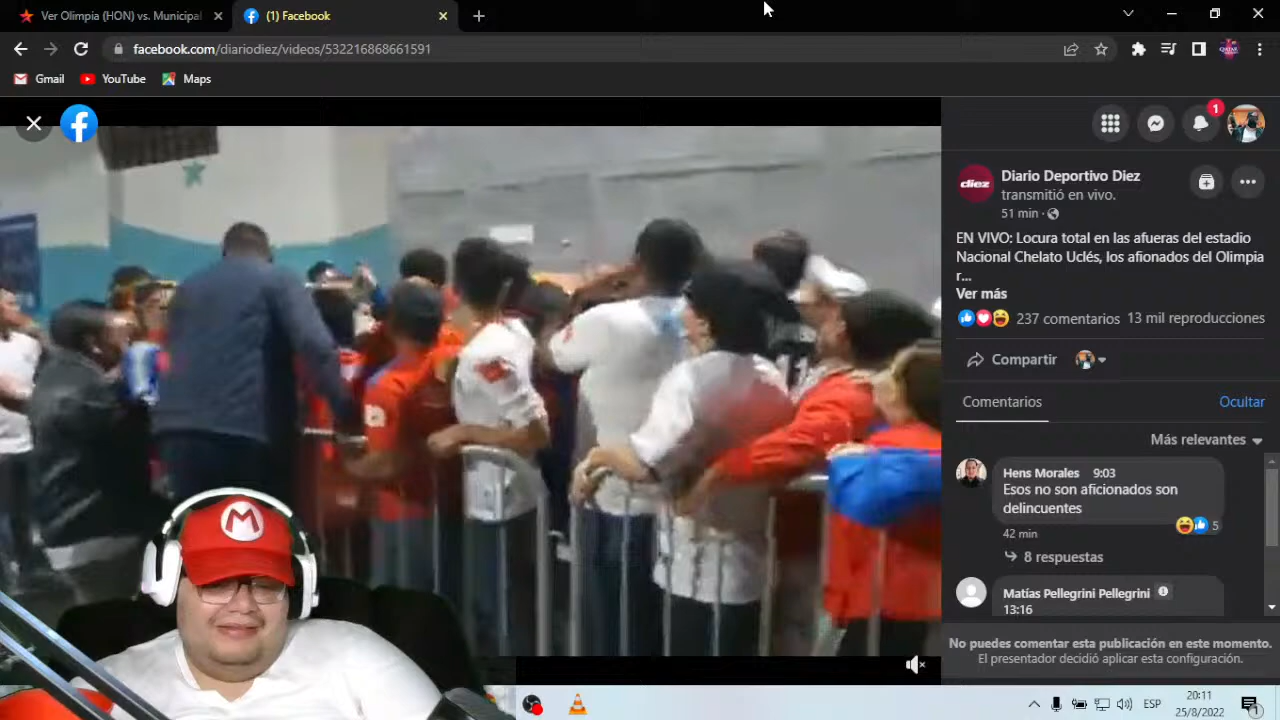 Ver Olimpia (HON) vs. Municipal
(1) Facebook
facebook.com/diariodiez/videos/532216868661591
Gmail
YouTube
Maps
1
diez
Diario Deportivo Diez
transmitió en vivo.
51 min ·
EN VIVO: Locura total en las afueras del estadio
Nacional Chelato Uclés, los afionados del Olimpia
r...
Ver más
237 comentarios 13 mil reproducciones
Compartir
Comentarios
Ocultar
Más relevantes
Hens Morales 9:03
Esos no son aficionados son
delincuentes
5
42 min
8 respuestas
Matías Pellegrini Pellegrini
13:16
No puedes comentar esta publicación en este momento.
El presentador decidió aplicar esta configuración.
M
ESP
20:11
25/8/2022
1